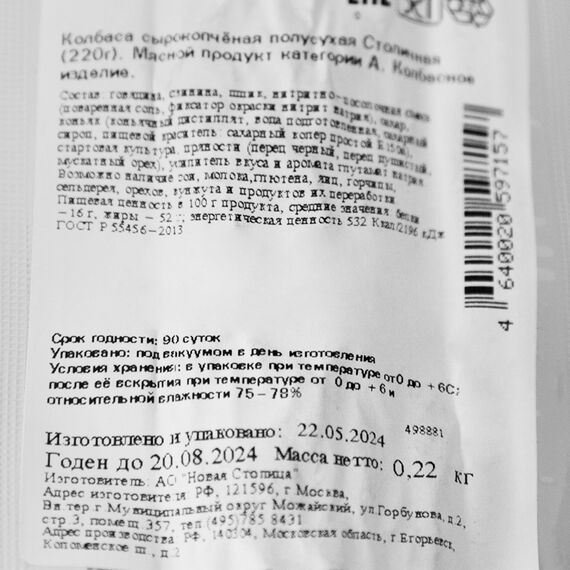 EAC
Колбаса сырокопчёная полусухая Столичная
(220г). Мясной продукт категории А. Колбасное
изделие.
Состав: говядина, свинина, шпик, нитритно-посолочная смесь
(поваренная соль, фиксатор окраски нитрит натрия), сахар,
коньяк (коньячный дистиллят, вода подготовленная, сахарный
сироп, пищевой краситель: сахарный колер простой Е150а),
стартовая культура, пряности (перец черный, перец душистый,
мускатный орех), усилитель вкуса и аромата глутамат натрия
Возможно наличие сои, молока, глютена, яиц, горчицы,
сельдерея, орехов, кунжута и продуктов их переработки
Пищевая ценность в 100 г продукта, средние значения: белки
– 16 г, жиры – 52 г; энергетическая ценность 532 Ккал/2196 кДж
ГОСТ Р 55456-2013
4 640020 597157
Срок годности: 90 суток
Упаковано: под вакуумом в день изготовления
Условия хранения: в упаковке при температуре от 0 до +6С;
после её вскрытия при температуре от 0 до +6 и
относительной влажности 75-78%
Изготовлено и упаковано: 22.05.2024 498881
Годен до 20.08.2024 Масса нетто: 0,22 кг
Изготовитель: АО "Новая Столица"
Адрес изготовителя РФ, 121596, г Москва,
Вн.тер.г Муниципальный округ Можайский, ул.Горбунова, д.2,
стр.3, помещ 357, тел (495)785 8431
Адрес производства РФ, 140304, Московская область, г Егорьевск,
Коломенское ш, д.2